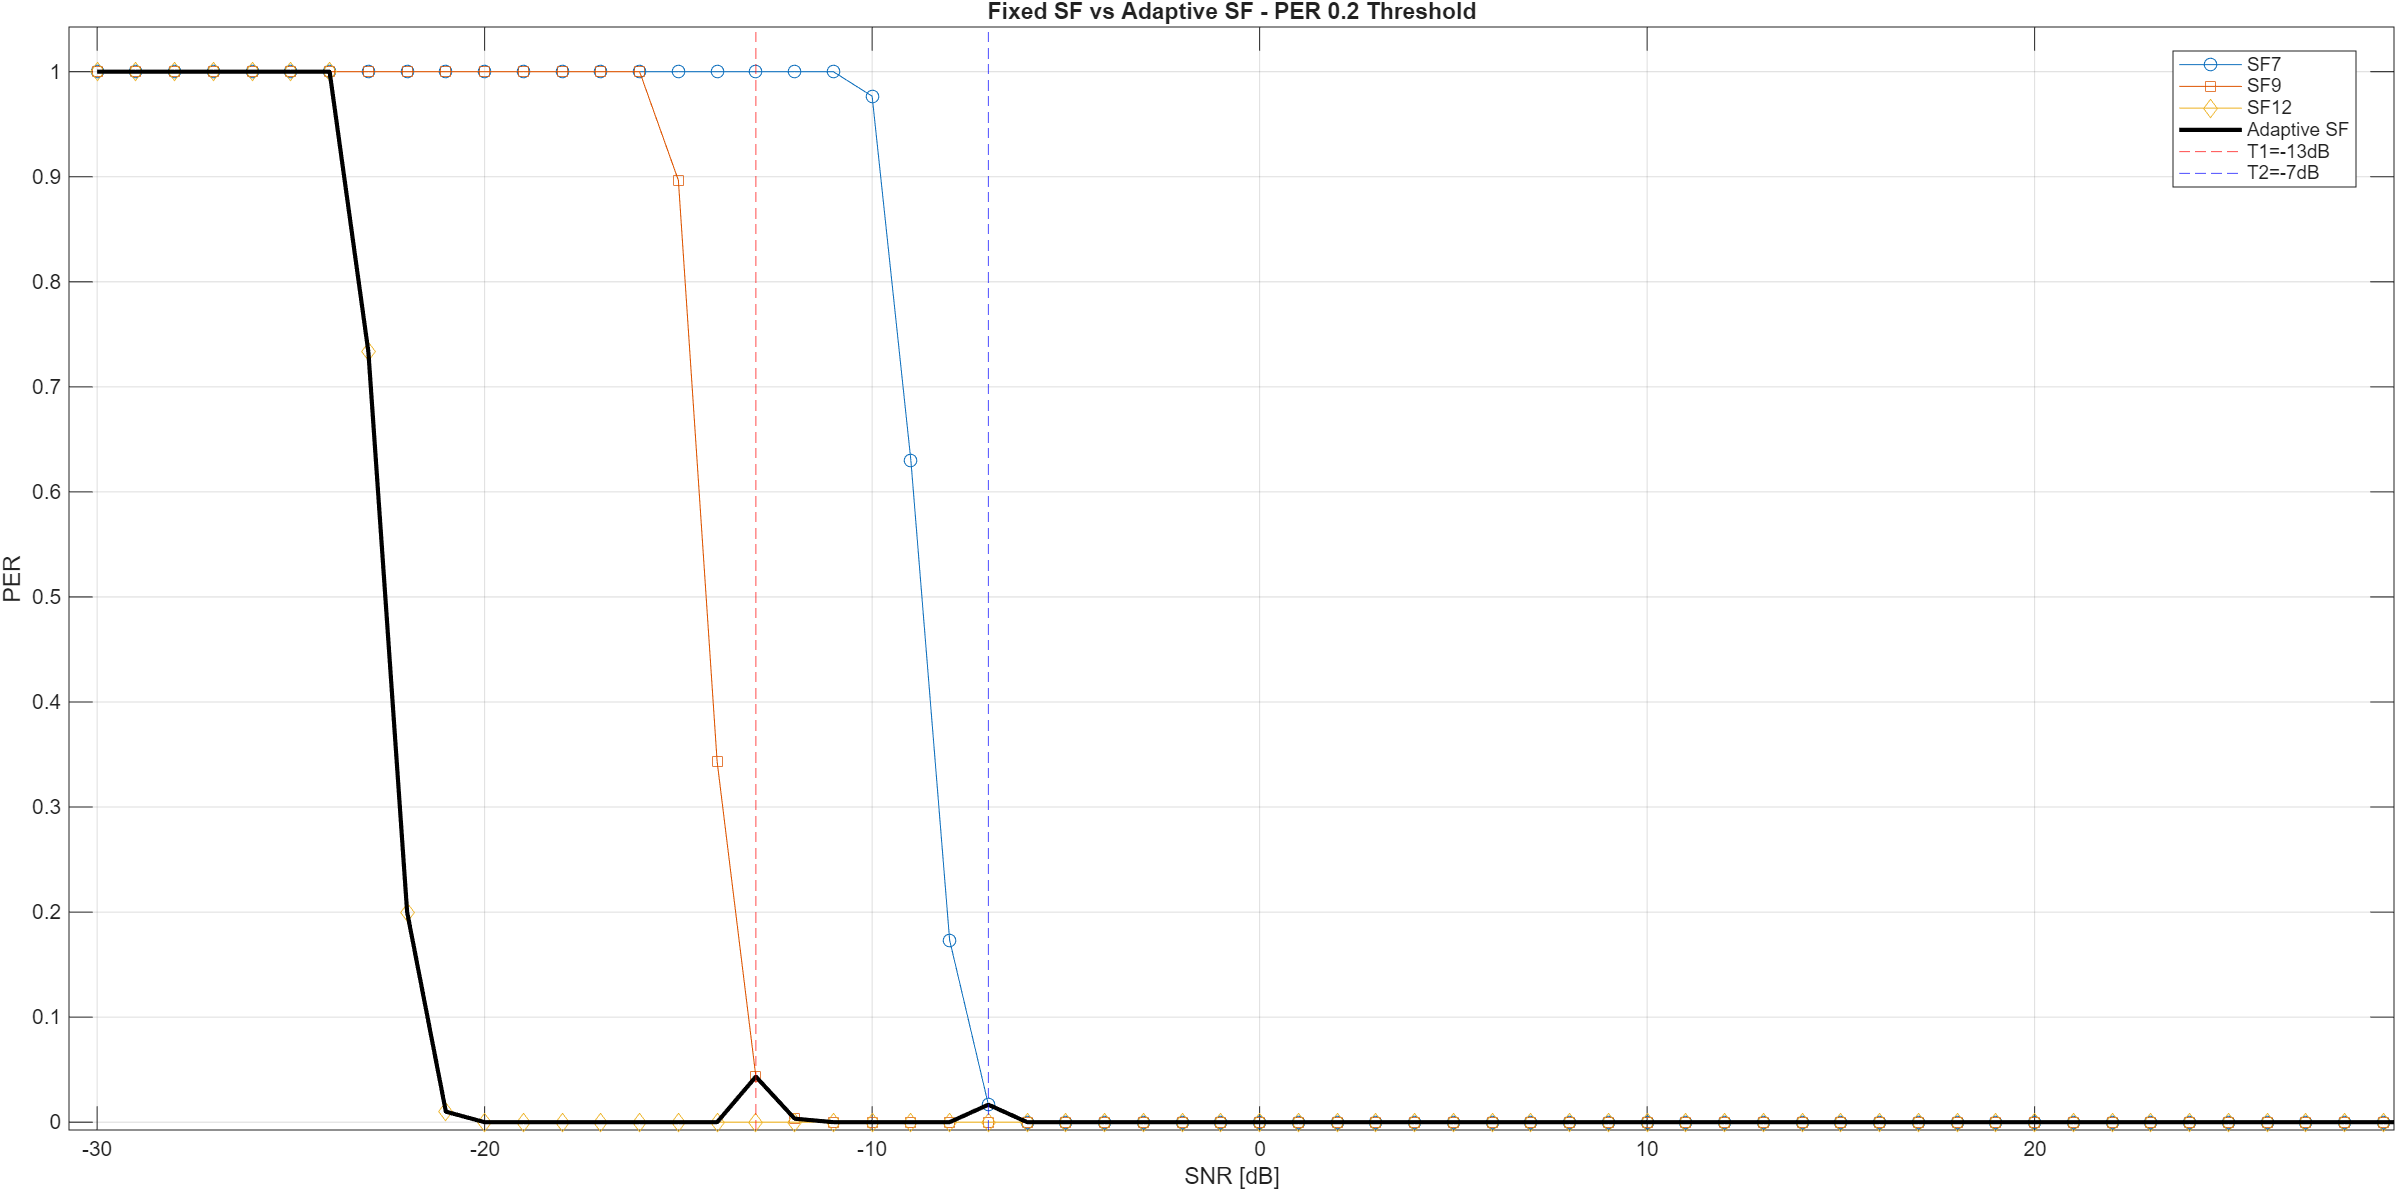 Fixed SF vs Adaptive SF - PER 0.2 Threshold
SF7
SF9
SF12
Adaptive SF
T1=-13dB
T2=-7dB
PER
1
0.9
0.8
0.7
0.6
0.5
0.4
0.3
0.2
0.1
0
-30
-20
-10
0
10
20
SNR [dB]